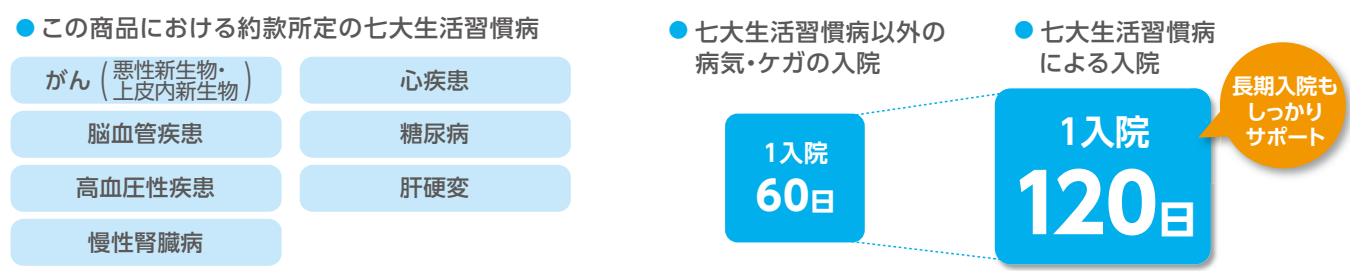 ● この商品における約款所定の七大生活習慣病
がん(悪性新生物・
上皮内新生物)
心疾患
脳血管疾患
糖尿病
高血圧性疾患
肝硬変
慢性腎臓病
● 七大生活習慣病以外の
病気・ケガの入院
1入院
60日
● 七大生活習慣病
による入院
1入院
120日
長期入院も
しっかり
サポート